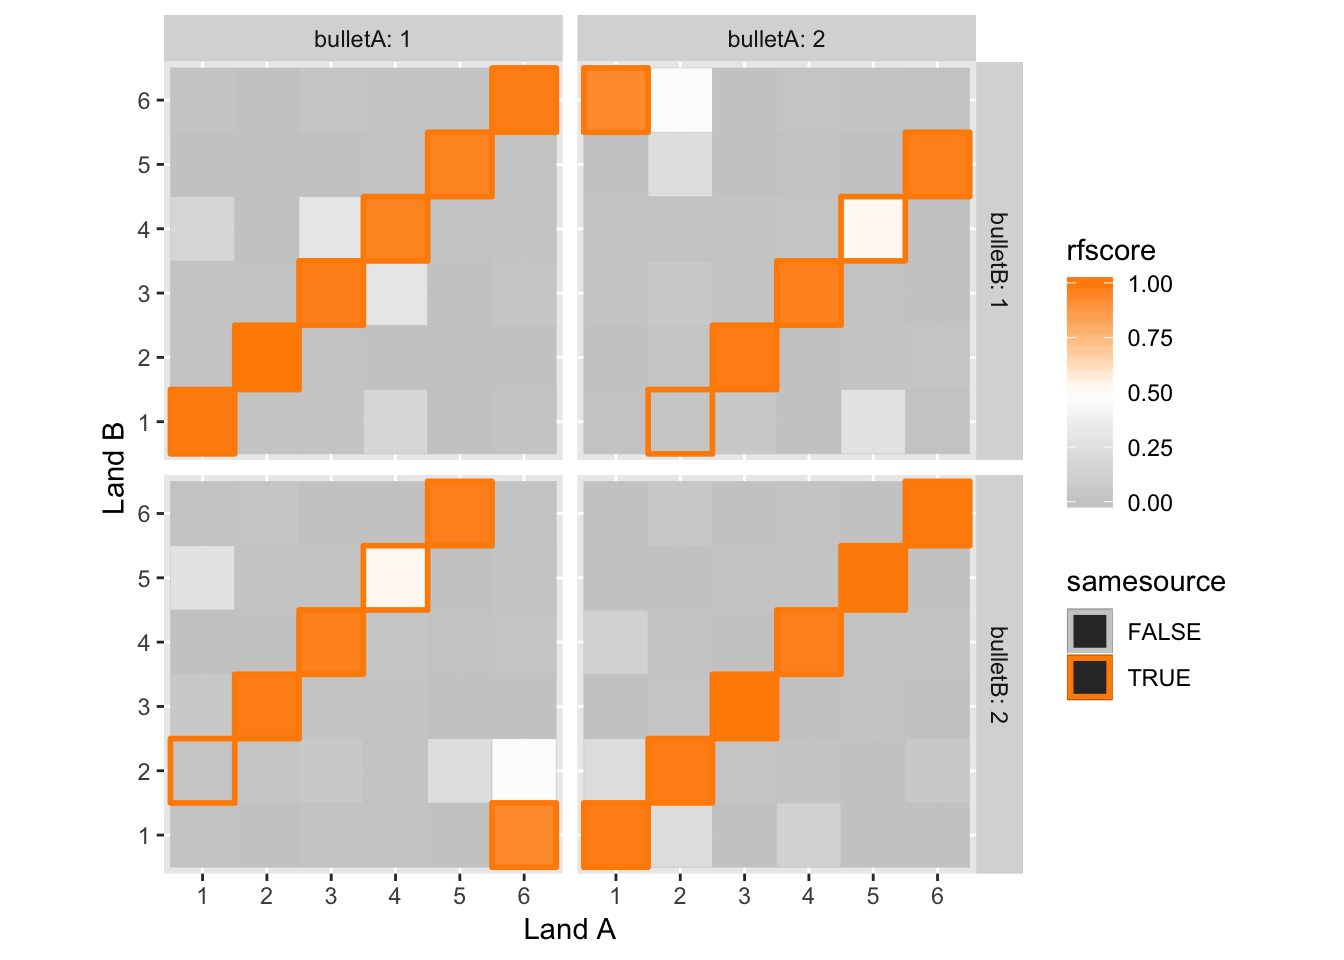 bulletA: 1
bulletA: 2
6
5
4
3
2
1
bulletB: 1
6
5
4
3
2
1
bulletB: 2
1 2 3 4 5 6
1 2 3 4 5 6
Land A
Land B
rfscore
1.00
0.75
0.50
0.25
0.00
samesource
FALSE
TRUE